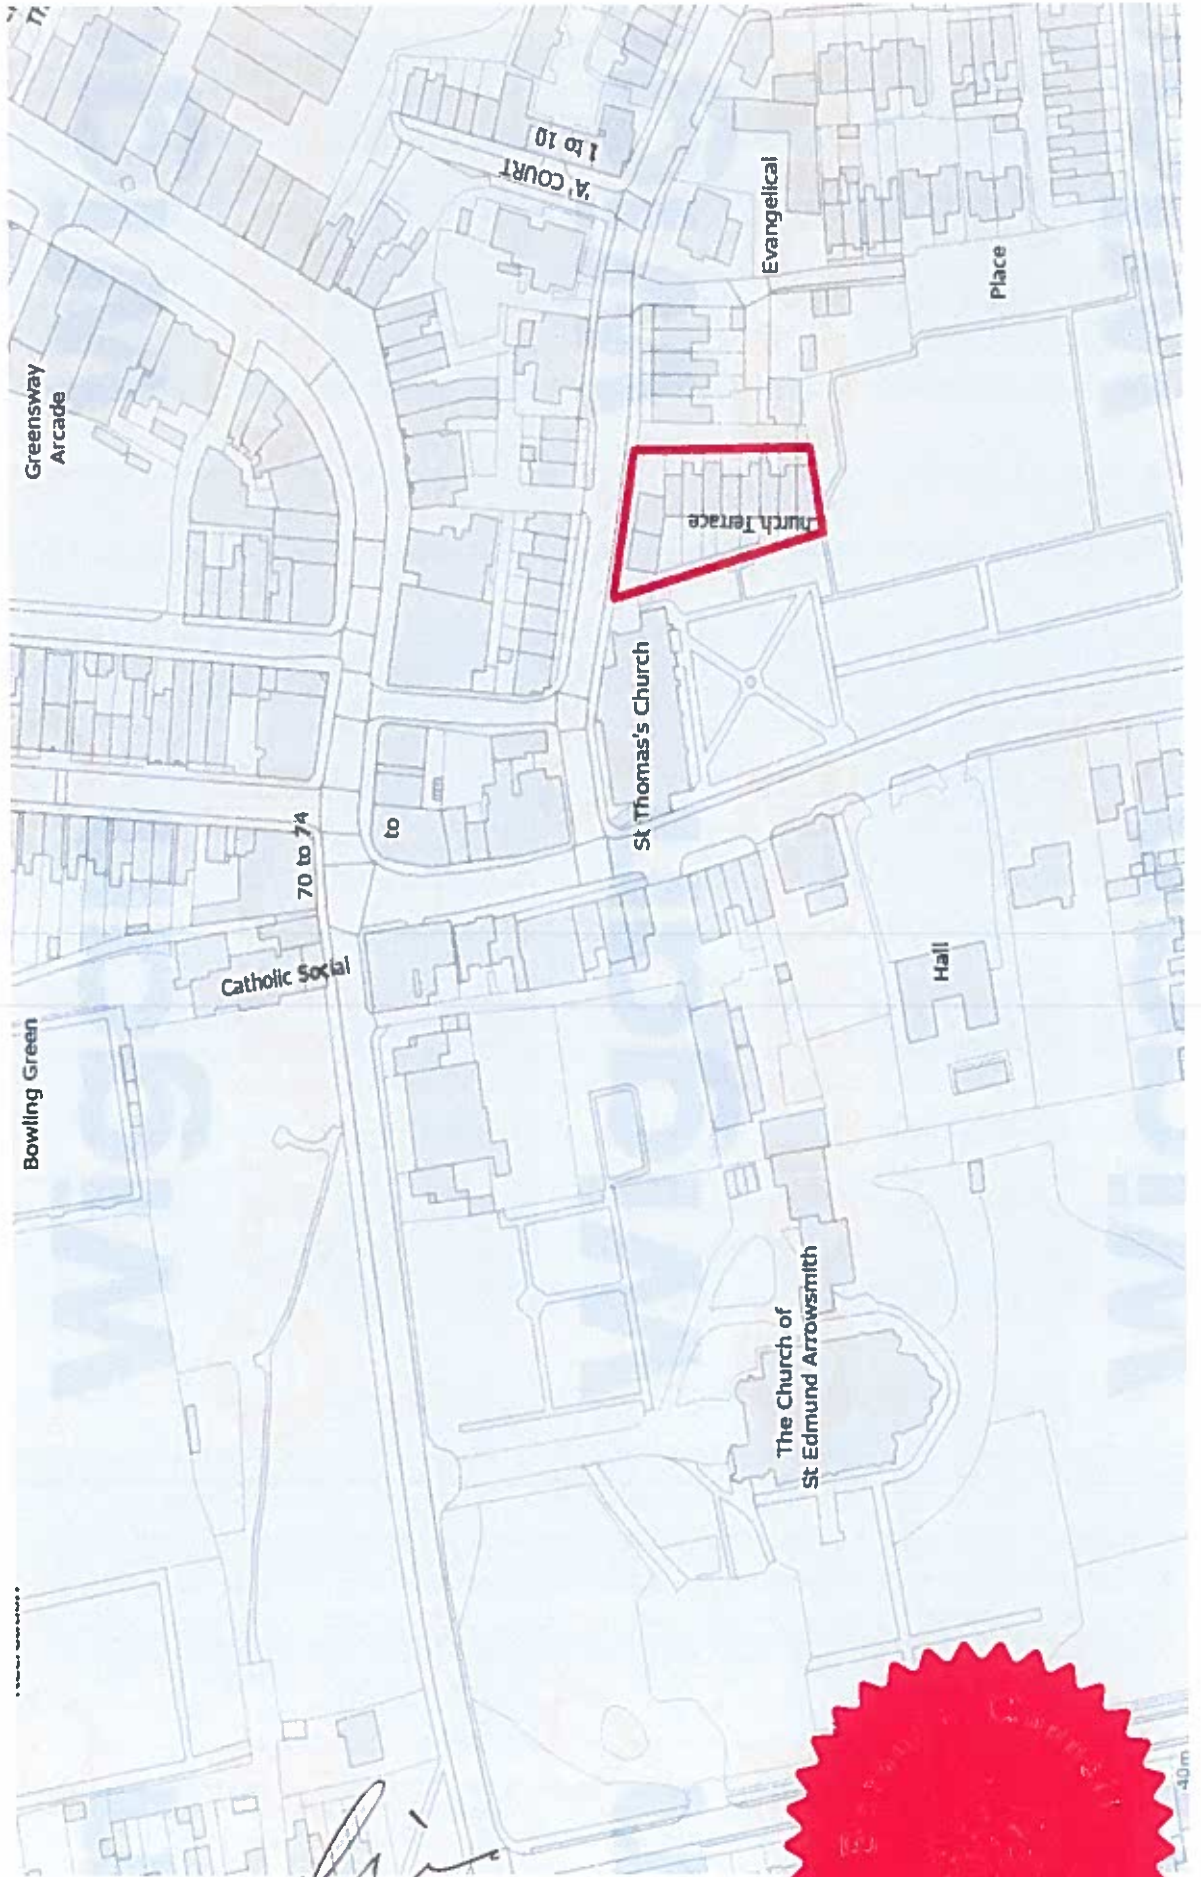 Greensway
Arcade
'A' COURT
1 to 10
Evangelical
Place
hurch Terrace
St Thomas's Church
70 to 74
to
Catholic Social
Bowling Green
Hall
The Church of
St Edmund Arrowsmith
40m